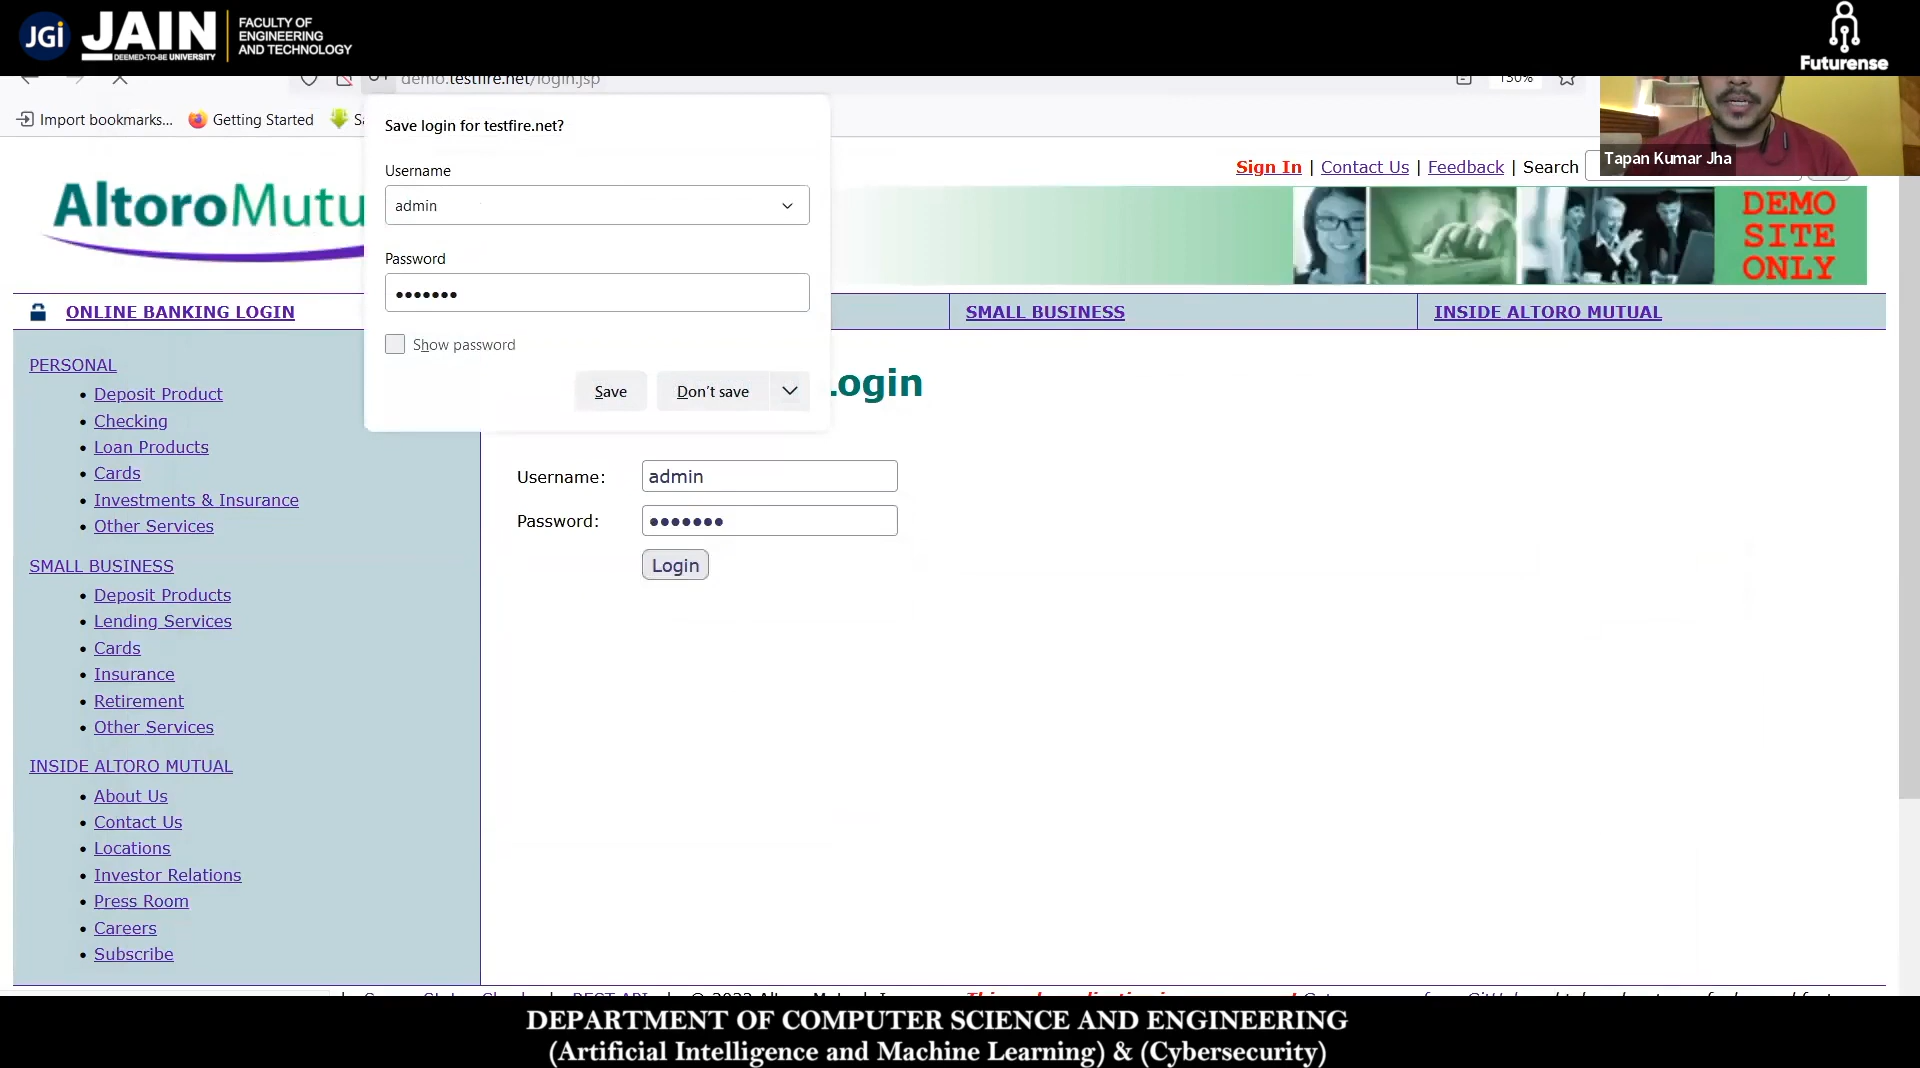 JGi JAIN
DEEMED-TO-BE UNIVERSITY
FACULTY OF
ENGINEERING
AND TECHNOLOGY
Futurense
demo.testfire.net/login.jsp
130%
Import bookmarks...
Getting Started
Save login for testfire.net?
Username
admin
Password
•••••••
Show password
Save
Don't save
Tapan Kumar Jha
Sign In | Contact Us | Feedback | Search
AltoroMutu
DEMO
SITE
ONLY
ONLINE BANKING LOGIN
SMALL BUSINESS
INSIDE ALTORO MUTUAL
PERSONAL
• Deposit Product
• Checking
• Loan Products
• Cards
• Investments & Insurance
• Other Services
SMALL BUSINESS
• Deposit Products
• Lending Services
• Cards
• Insurance
• Retirement
• Other Services
INSIDE ALTORO MUTUAL
• About Us
• Contact Us
• Locations
• Investor Relations
• Press Room
• Careers
• Subscribe
Login
Username:
admin
Password:
•••••••
Login
DEPARTMENT OF COMPUTER SCIENCE AND ENGINEERING
(Artificial Intelligence and Machine Learning) & (Cybersecurity)